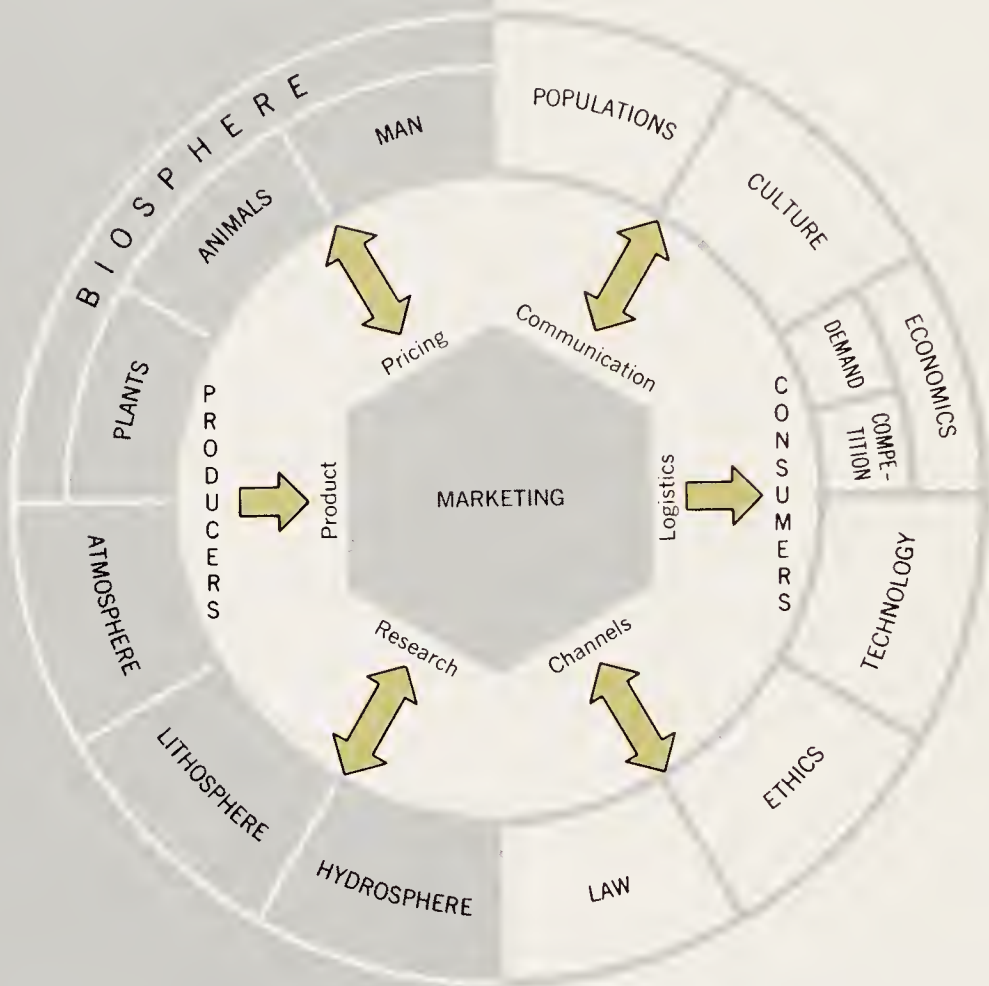 BIOSPHERE
MAN
ANIMALS
PLANTS
ATMOSPHERE
LITHOSPHERE
HYDROSPHERE
POPULATIONS
CULTURE
ECONOMICS
DEMAND
COMPE-
TITION
TECHNOLOGY
ETHICS
LAW
PRODUCERS
CONSUMERS
Pricing
Communication
Product
MARKETING
Logistics
Research
Channels